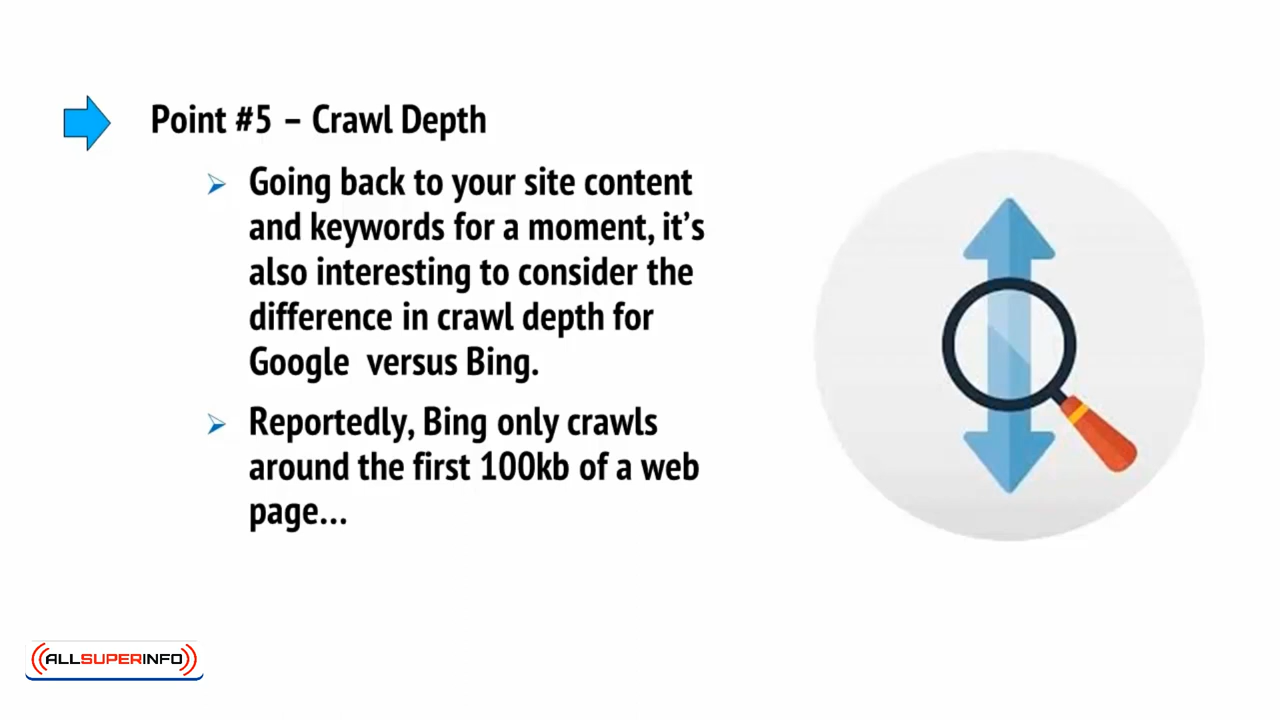 Point #5 – Crawl Depth
Going back to your site content
and keywords for a moment, it’s
also interesting to consider the
difference in crawl depth for
Google  versus Bing.
Reportedly, Bing only crawls
around the first 100kb of a web
page…
ALLSUPERINFO